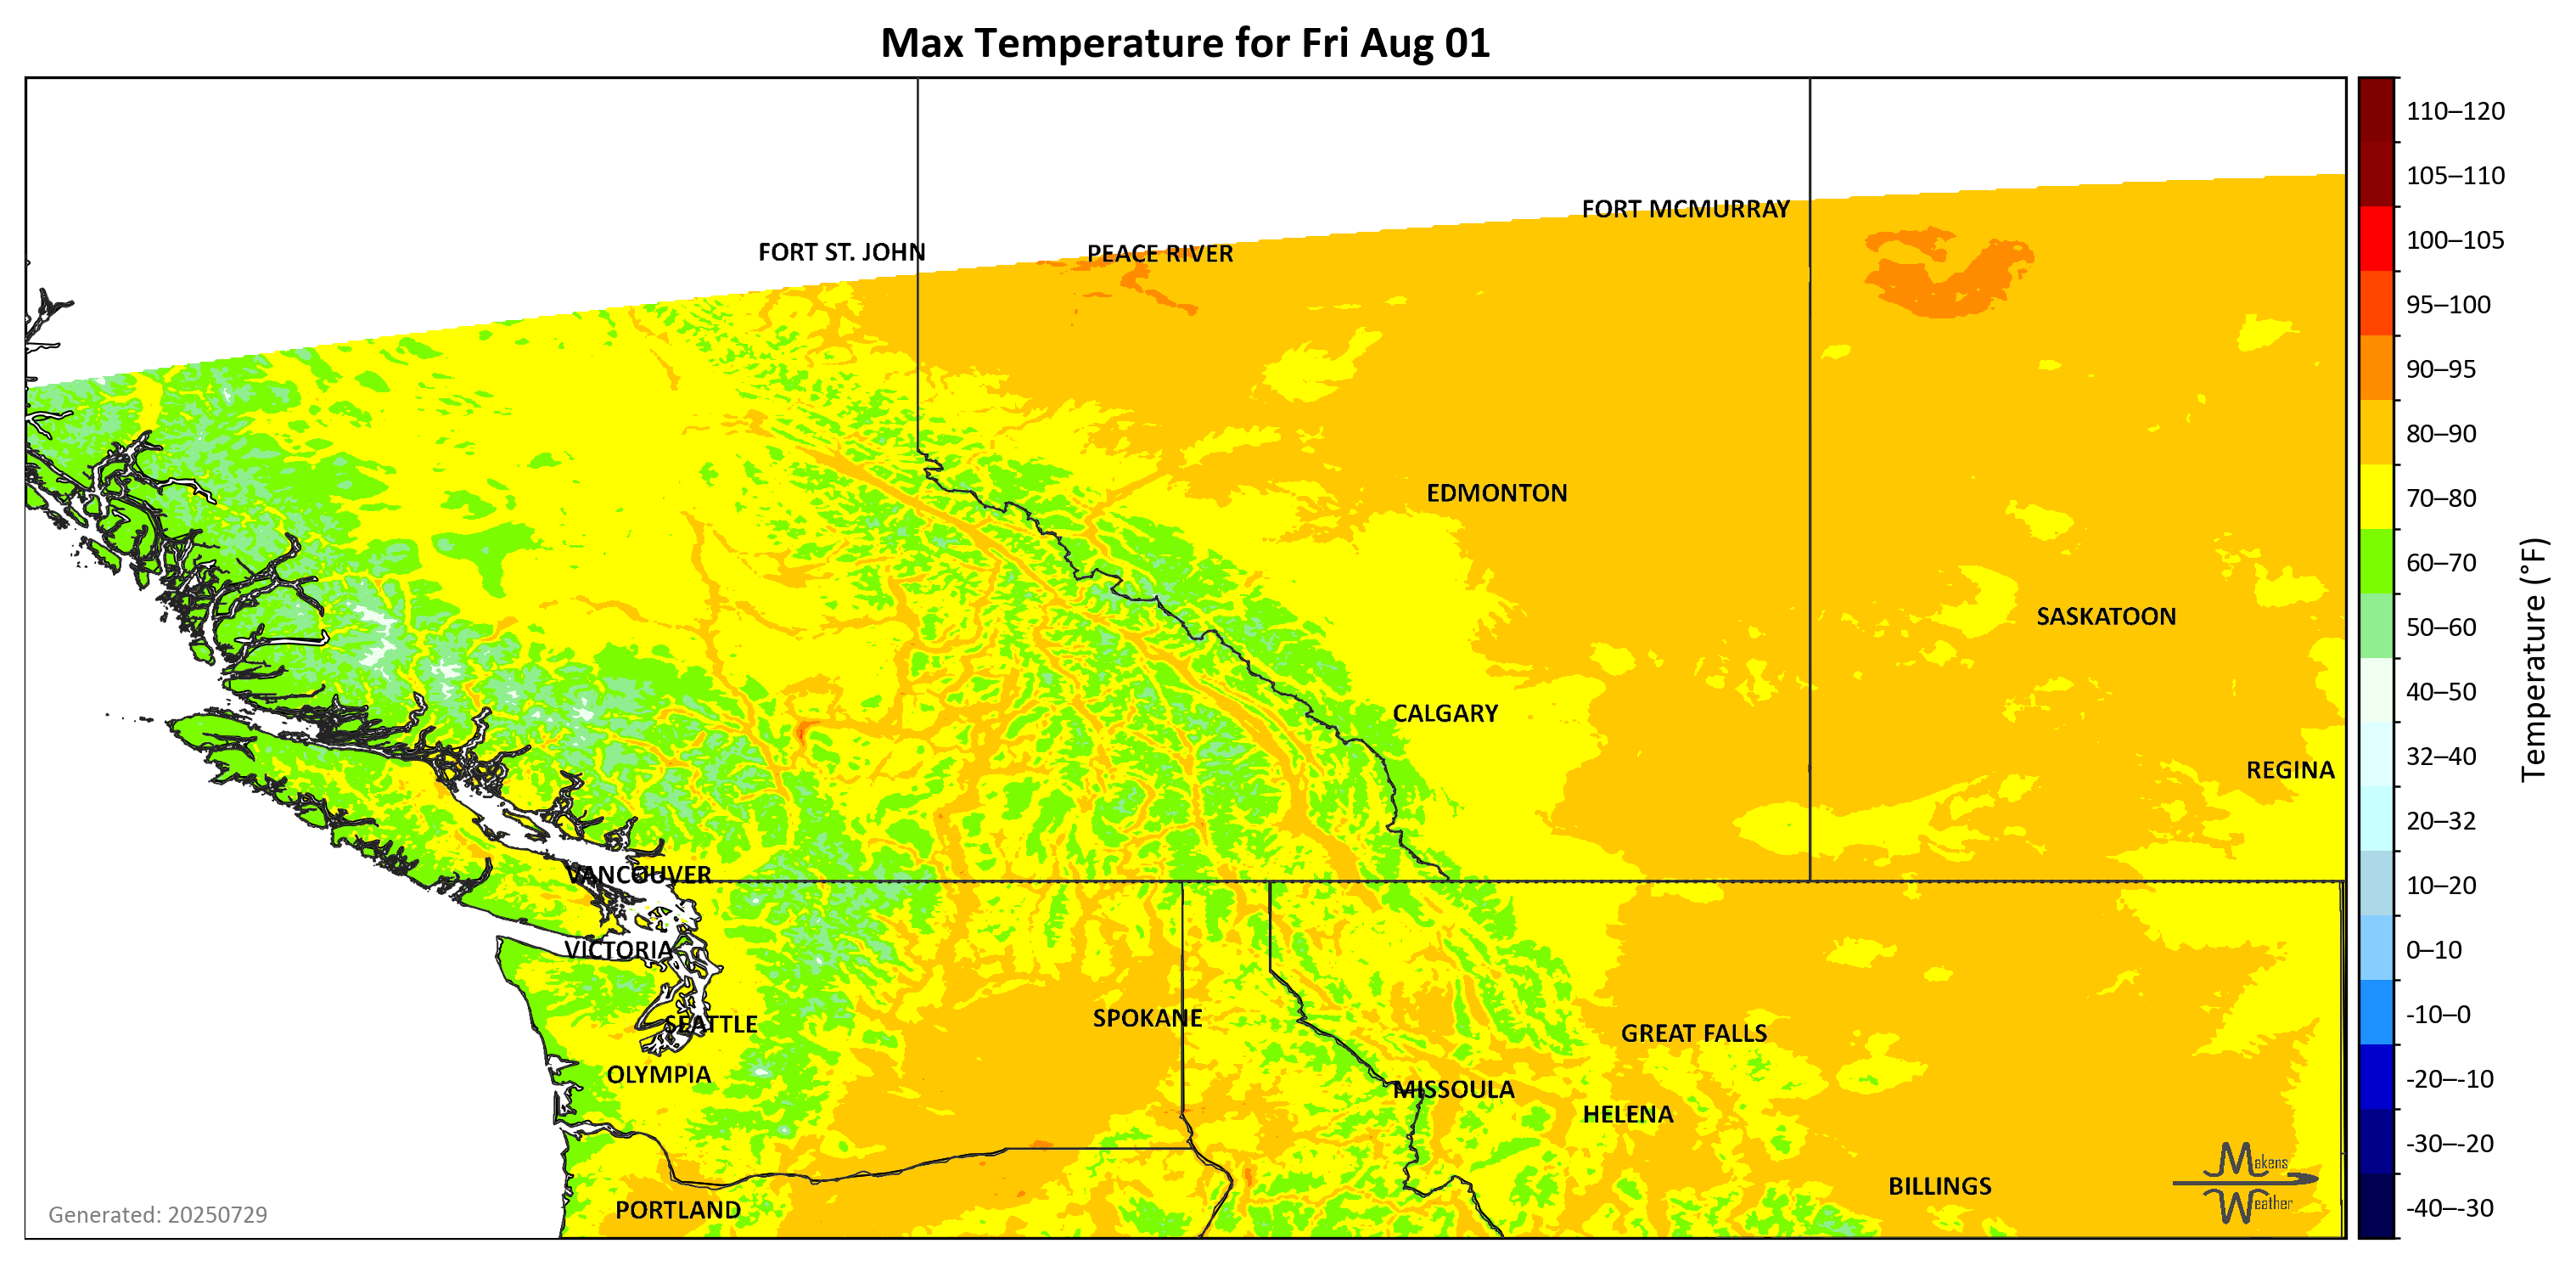 Max Temperature for Fri Aug 01
FORT MCMURRAY
FORT ST. JOHN
PEACE RIVER
EDMONTON
SASKATOON
CALGARY
REGINA
VANCOUVER
VICTORIA
SPOKANE
SEATTLE
GREAT FALLS
OLYMPIA
MISSOULA
HELENA
BILLINGS
PORTLAND
Generated: 20250729
Makens
Weather
110–120
105–110
100–105
95–100
90–95
80–90
70–80
60–70
50–60
40–50
32–40
20–32
10–20
0–10
-10–0
-20–-10
-30–-20
-40–-30
Temperature (°F)